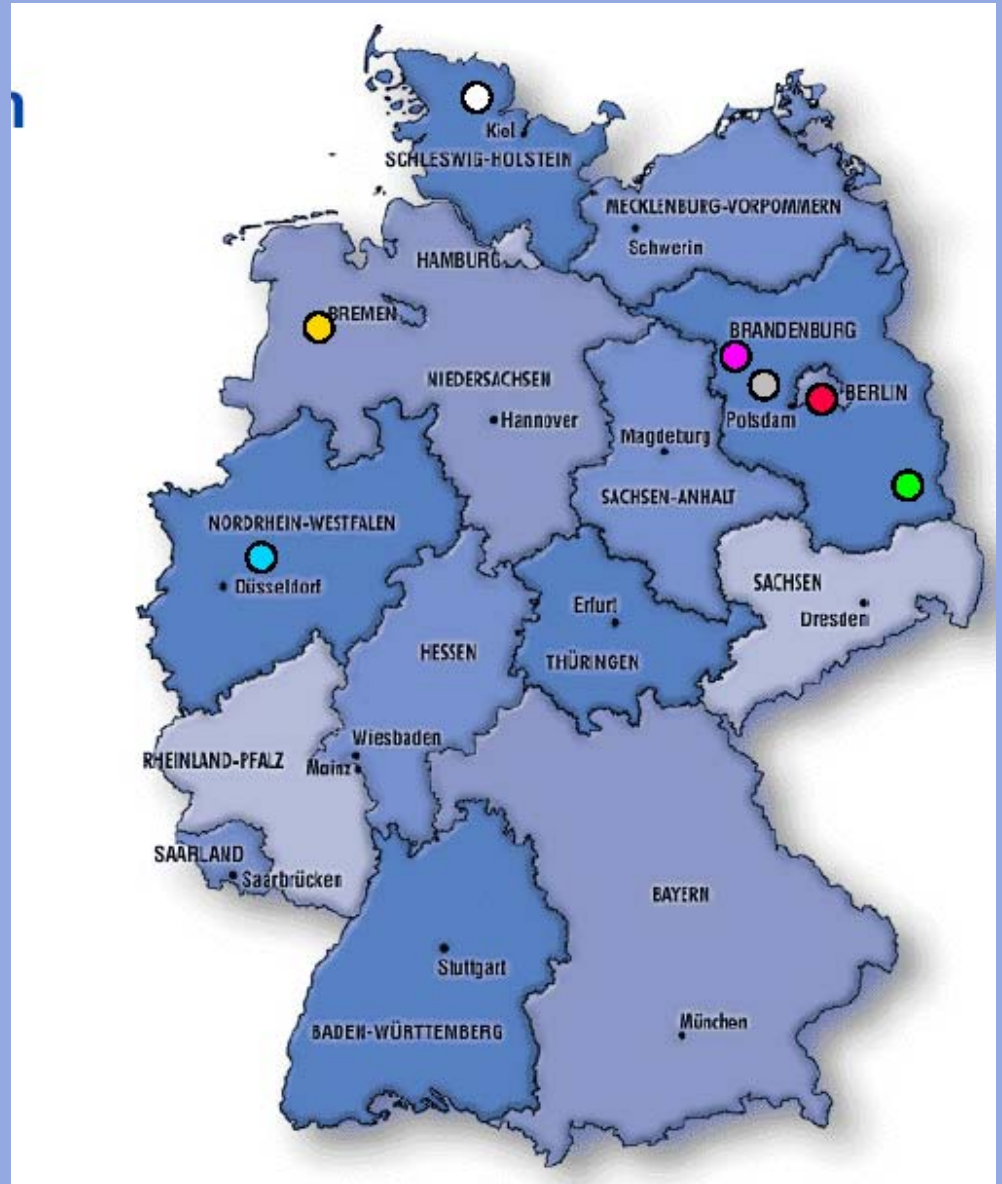 n
Kiel
SCHLESWIG-HOLSTEIN
MECKLENBURG-VORPOMMERN
Schwerin
HAMBURG
BREMEN
BRANDENBURG
NIEDERSACHSEN
BERLIN
Hannover
Potsdam
Magdeburg
SACHSEN-ANHALT
NORDRHEIN-WESTFALEN
Düsseldorf
SACHSEN
Erfurt
Dresden
HESSEN
THÜRINGEN
Wiesbaden
RHEINLAND-PFALZ
Mainz
SAARLAND
Saarbrücken
BAYERN
Stuttgart
München
BADEN-WÜRTTEMBERG